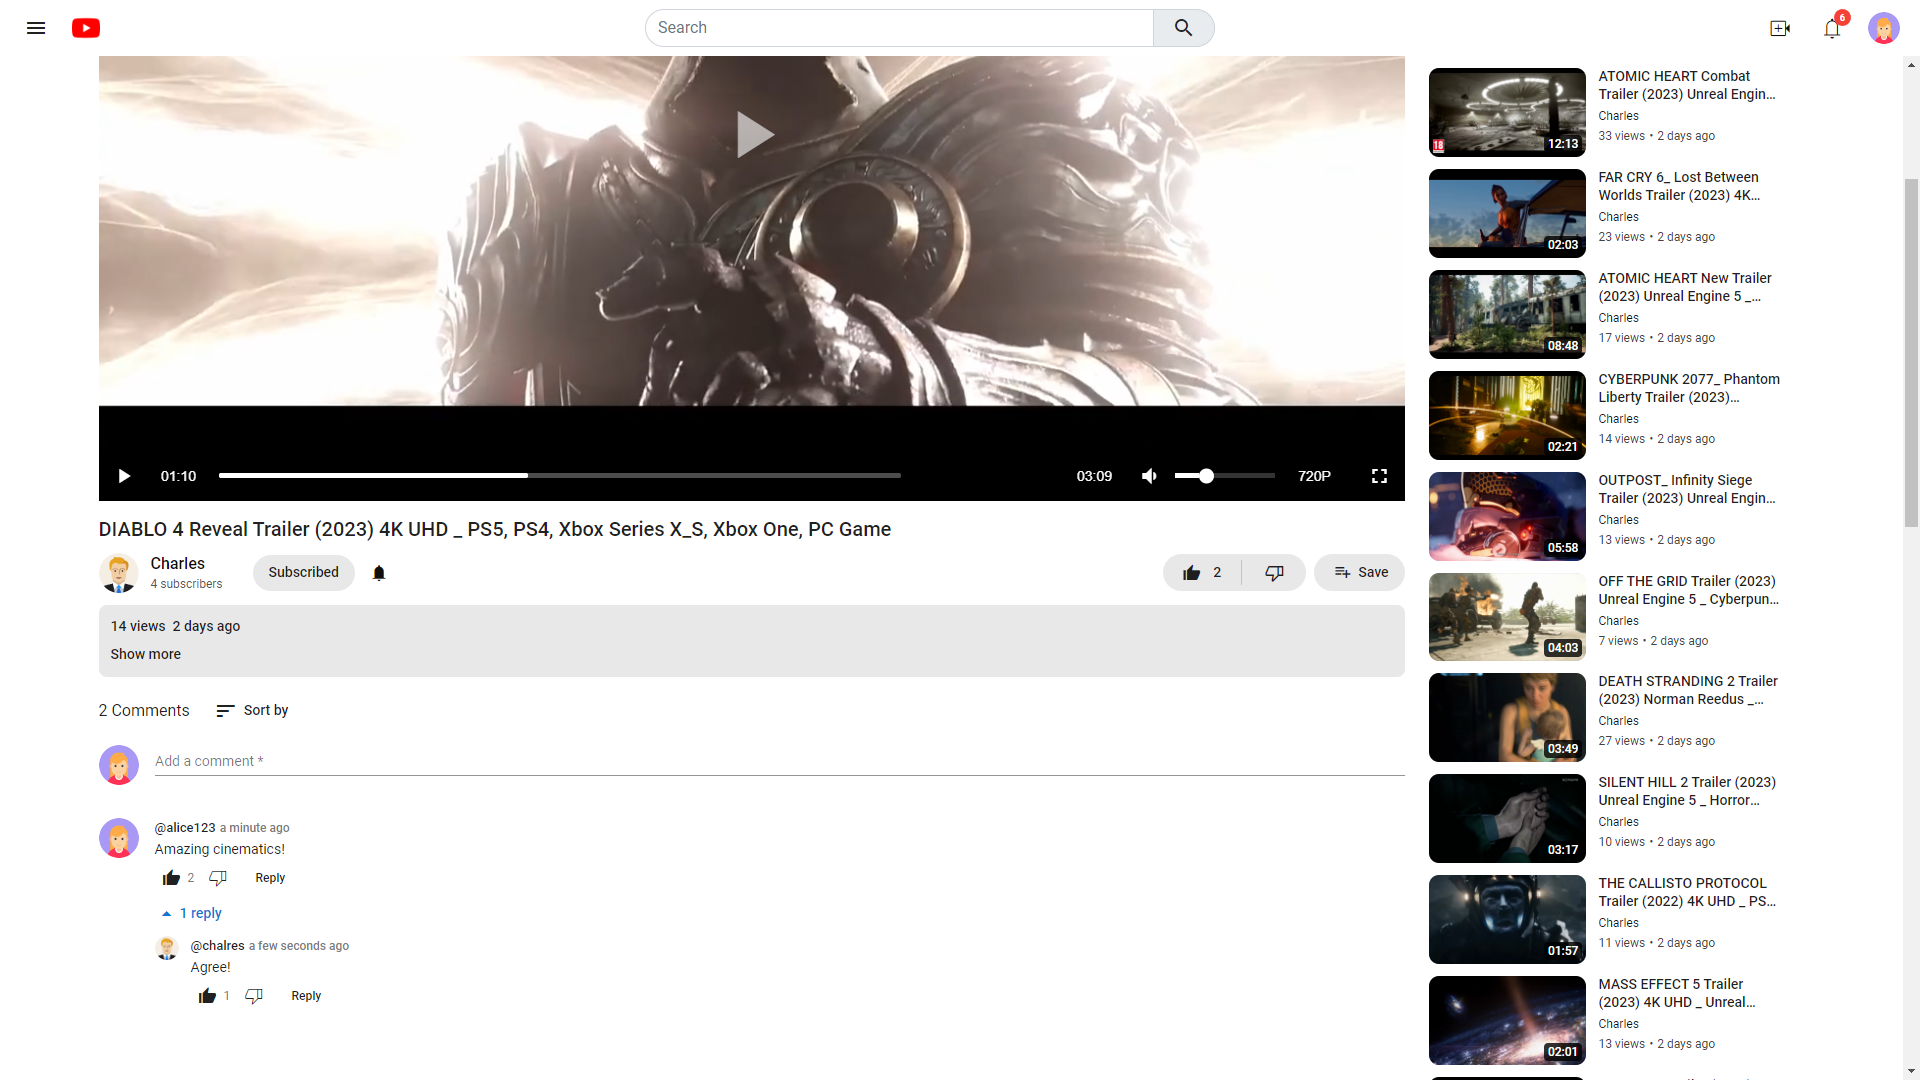 Search
6
01:10
03:09
720P
DIABLO 4 Reveal Trailer (2023) 4K UHD _ PS5, PS4, Xbox Series X_S, Xbox One, PC Game
Charles
4 subscribers
Subscribed
2
Save
14 views 2 days ago
Show more
2 Comments
Sort by
Add a comment *
@alice123 a minute ago
Amazing cinematics!
2
Reply
1 reply
@chalres a few seconds ago
Agree!
1
Reply
18
12:13
ATOMIC HEART Combat
Trailer (2023) Unreal Engin...
Charles
33 views • 2 days ago
02:03
FAR CRY 6_ Lost Between
Worlds Trailer (2023) 4K...
Charles
23 views • 2 days ago
08:48
ATOMIC HEART New Trailer
(2023) Unreal Engine 5 _...
Charles
17 views • 2 days ago
02:21
CYBERPUNK 2077_ Phantom
Liberty Trailer (2023)...
Charles
14 views • 2 days ago
05:58
OUTPOST_ Infinity Siege
Trailer (2023) Unreal Engin...
Charles
13 views • 2 days ago
04:03
OFF THE GRID Trailer (2023)
Unreal Engine 5 _ Cyberpun...
Charles
7 views • 2 days ago
03:49
DEATH STRANDING 2 Trailer
(2023) Norman Reedus _...
Charles
27 views • 2 days ago
03:17
SILENT HILL 2 Trailer (2023)
Unreal Engine 5 _ Horror...
Charles
10 views • 2 days ago
01:57
THE CALLISTO PROTOCOL
Trailer (2022) 4K UHD _ PS...
Charles
11 views • 2 days ago
02:01
MASS EFFECT 5 Trailer
(2023) 4K UHD _ Unreal...
Charles
13 views • 2 days ago